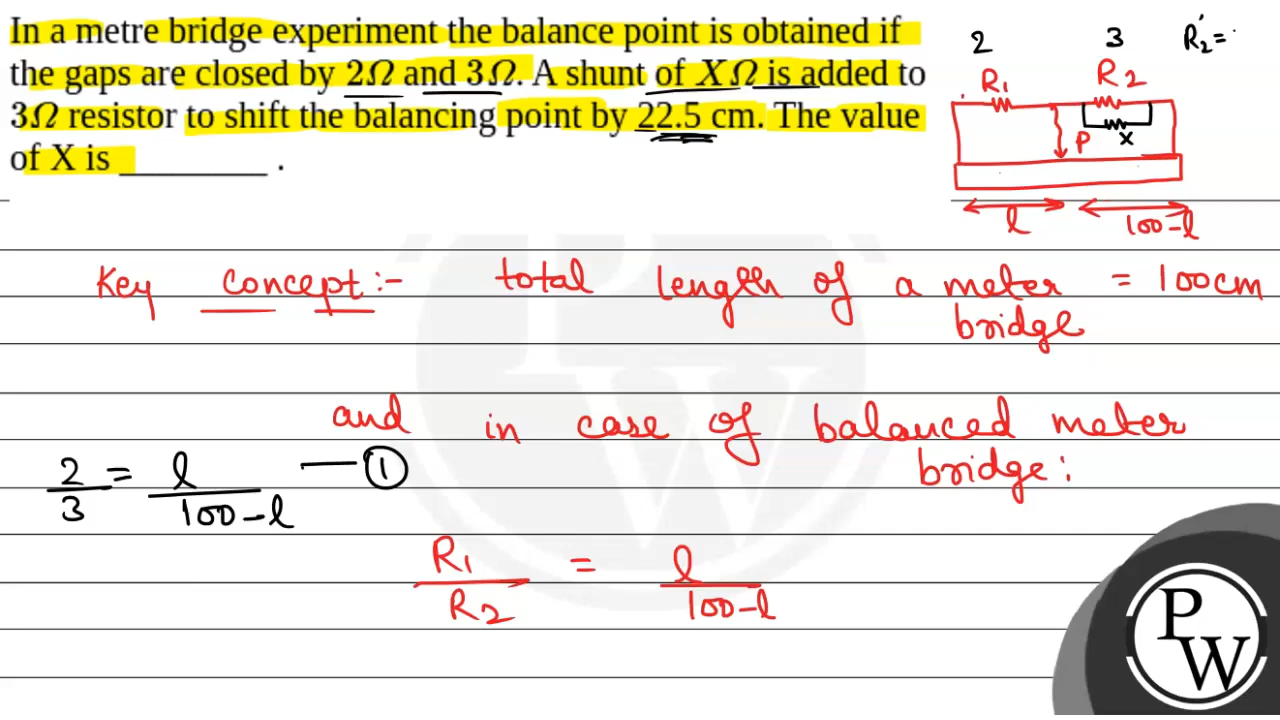 In a metre bridge experiment the balance point is obtained if
the gaps are closed by 2Ω and 3Ω. A shunt of XΩ is added to
3Ω resistor to shift the balancing point by 22.5 cm. The value
of X is _________ .
2 3 R₂' =
R₁ R₂
P X
l 100-l
Key concept :- total length of a meter = 100cm
bridge
and in case of balanced meter
bridge :
2/3 = l/(100-l) — ①
R₁/R₂ = l/(100-l)
P
W
PW